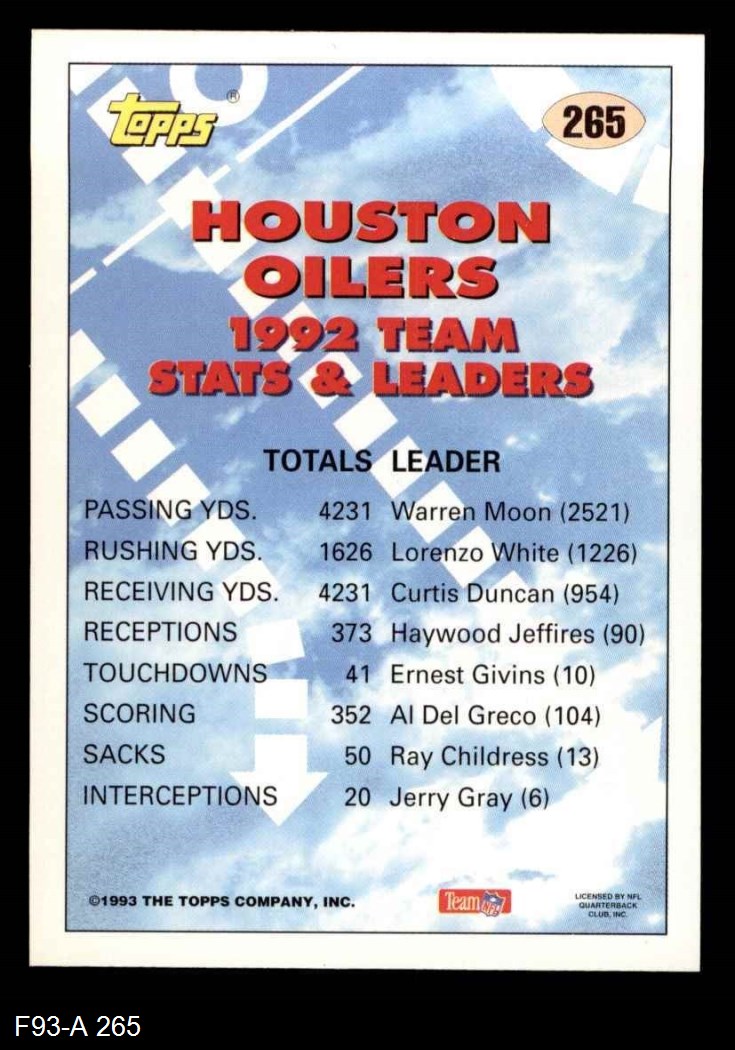 Topps ®
265
HOUSTON
OILERS
1992 TEAM
STATS & LEADERS
TOTALS LEADER
PASSING YDS. 4231 Warren Moon (2521)
RUSHING YDS. 1626 Lorenzo White (1226)
RECEIVING YDS. 4231 Curtis Duncan (954)
RECEPTIONS 373 Haywood Jeffires (90)
TOUCHDOWNS 41 Ernest Givins (10)
SCORING 352 Al Del Greco (104)
SACKS 50 Ray Childress (13)
INTERCEPTIONS 20 Jerry Gray (6)
©1993 THE TOPPS COMPANY, INC.
Team NFL
LICENSED BY NFL
QUARTERBACK
CLUB, INC.
F93-A 265